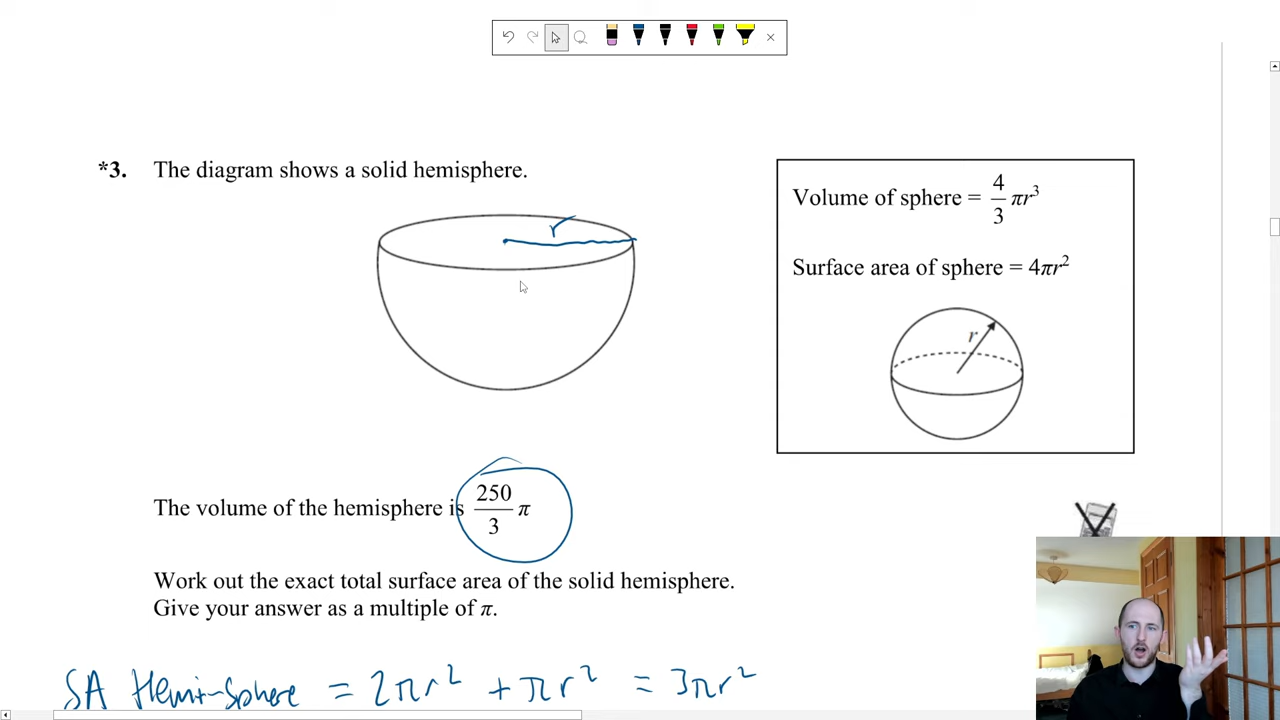 *3. The diagram shows a solid hemisphere.
r
Volume of sphere = 4/3 πr³
Surface area of sphere = 4πr²
r
The volume of the hemisphere is 250/3 π
Work out the exact total surface area of the solid hemisphere.
Give your answer as a multiple of π.
SA Hemi-sphere = 2πr² + πr² = 3πr²